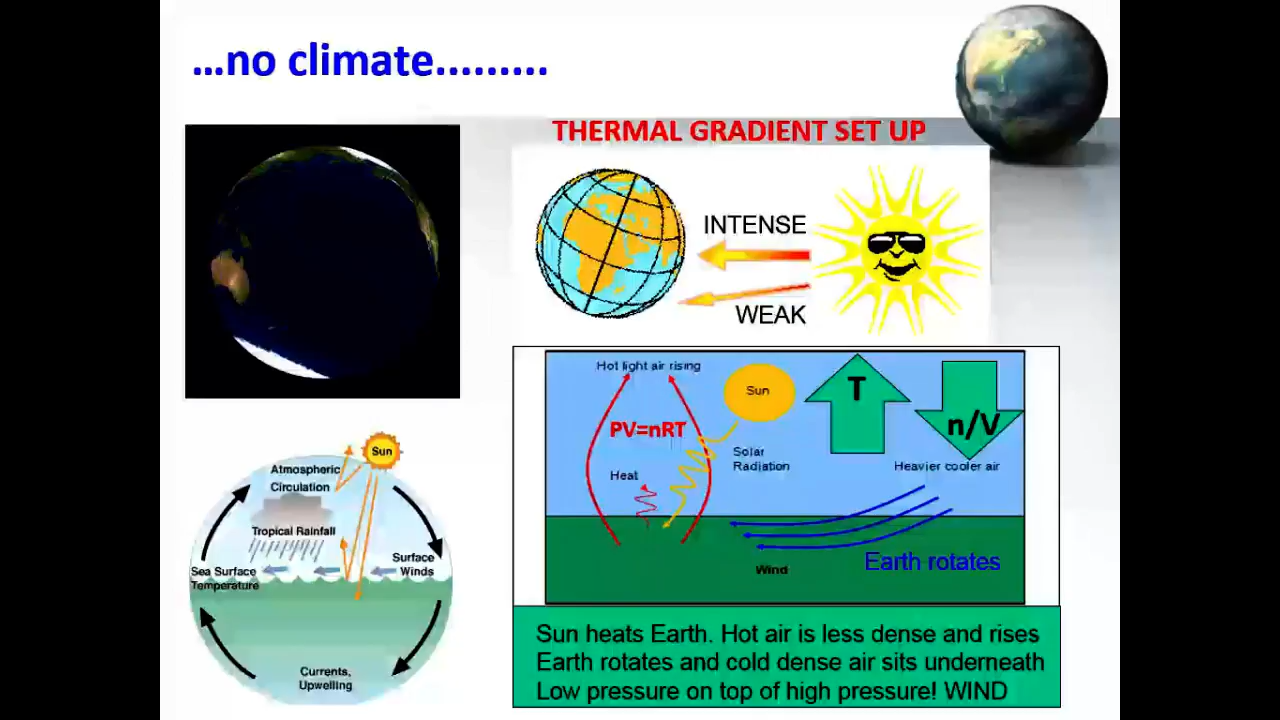 …no climate.........
THERMAL GRADIENT SET UP
INTENSE
WEAK
Hot light air rising
Sun
T
n/V
PV=nRT
Solar
Radiation
Heat
Heavier cooler air
Wind
Earth rotates
Sun heats Earth. Hot air is less dense and rises
Earth rotates and cold dense air sits underneath
Low pressure on top of high pressure! WIND
Sun
Atmospheric
Circulation
Tropical Rainfall
Surface
Winds
Sea Surface
Temperature
Currents,
Upwelling